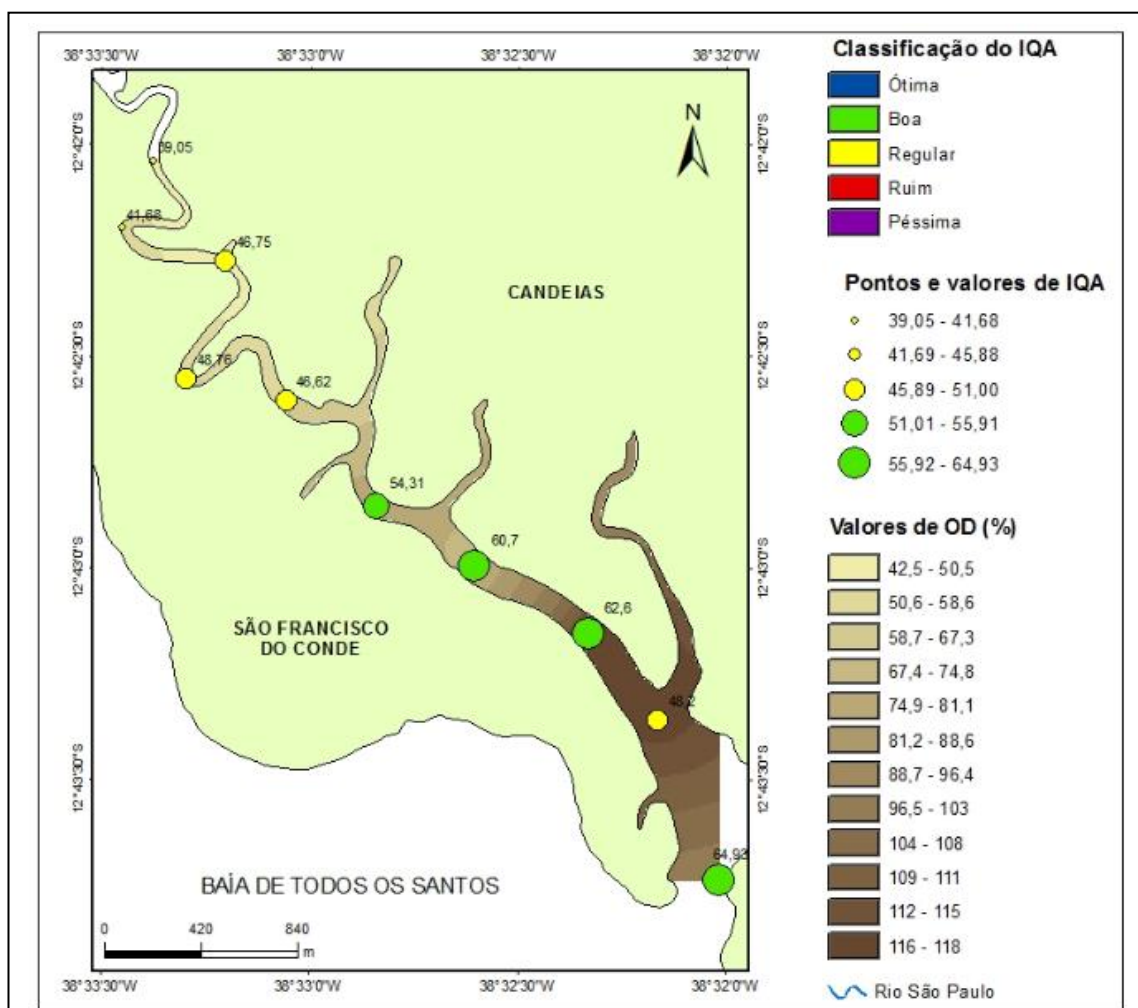 38°33'30"W 38°33'0"W 38°32'30"W 38°32'0"W
12°42'0"S
12°42'0"S
39,05
41,68
46,75
N
CANDEIAS
12°42'30"S
12°42'30"S
48,76
46,62
54,31
60,7
12°43'0"S
12°43'0"S
SÃO FRANCISCO
DO CONDE
62,6
48,2
12°43'30"S
12°43'30"S
64,93
BAÍA DE TODOS OS SANTOS
0 420 840
m
38°33'30"W 38°33'0"W 38°32'30"W 38°32'0"W
Classificação do IQA
Ótima
Boa
Regular
Ruim
Péssima
Pontos e valores de IQA
39,05 - 41,68
41,69 - 45,88
45,89 - 51,00
51,01 - 55,91
55,92 - 64,93
Valores de OD (%)
42,5 - 50,5
50,6 - 58,6
58,7 - 67,3
67,4 - 74,8
74,9 - 81,1
81,2 - 88,6
88,7 - 96,4
96,5 - 103
104 - 108
109 - 111
112 - 115
116 - 118
Rio São Paulo